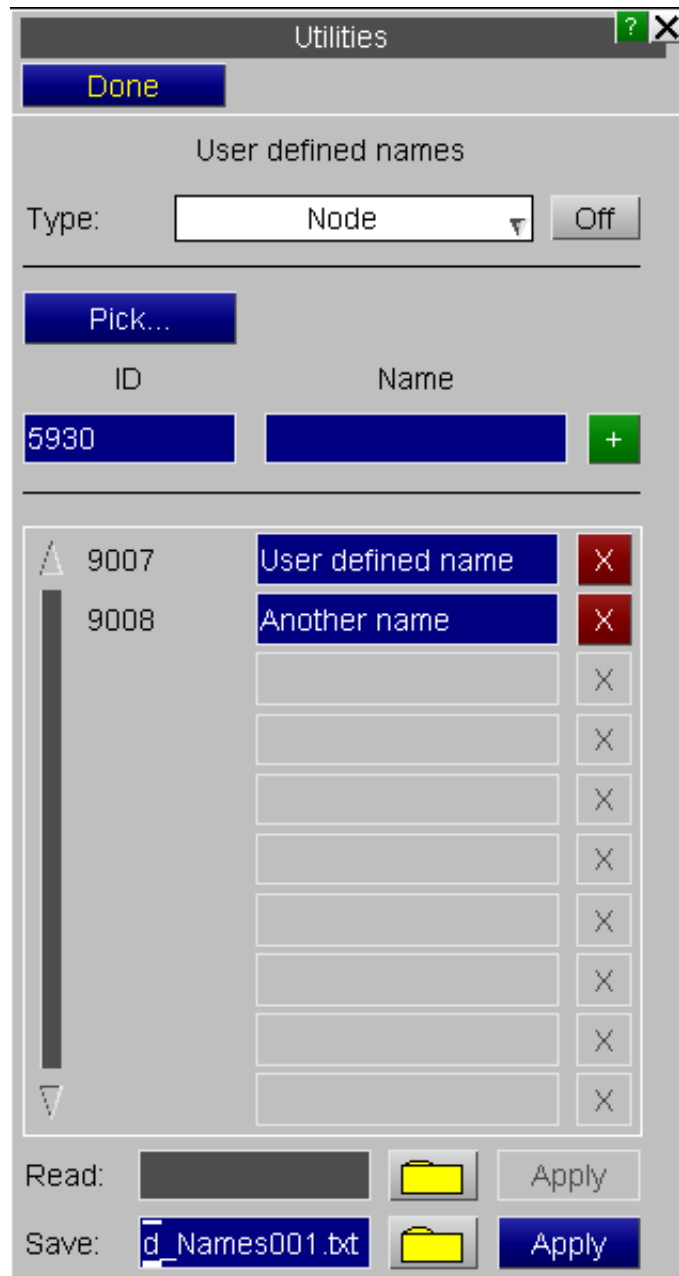 Utilities ? X
Done
User defined names
Type: Node Off
Pick...
ID Name
5930 +
9007 User defined name X
9008 Another name X
X
X
X
X
X
X
X
X
Read: Apply
Save: d_Names001.txt Apply